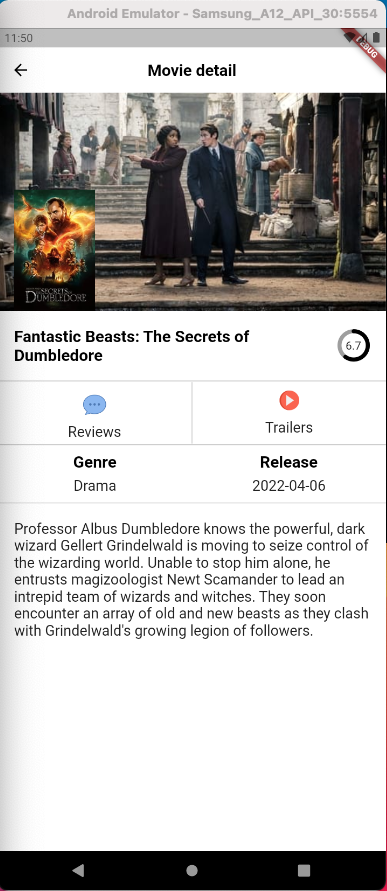 Android Emulator - Samsung_A12_API_30:5554
11:50
DEBUG
Movie detail
THE SECRETS OF
DUMBLEDORE
Fantastic Beasts: The Secrets of
Dumbledore
6.7
Reviews
Trailers
Genre
Release
Drama
2022-04-06
Professor Albus Dumbledore knows the powerful, dark
wizard Gellert Grindelwald is moving to seize control of
the wizarding world. Unable to stop him alone, he
entrusts magizoologist Newt Scamander to lead an
intrepid team of wizards and witches. They soon
encounter an array of old and new beasts as they clash
with Grindelwald's growing legion of followers.